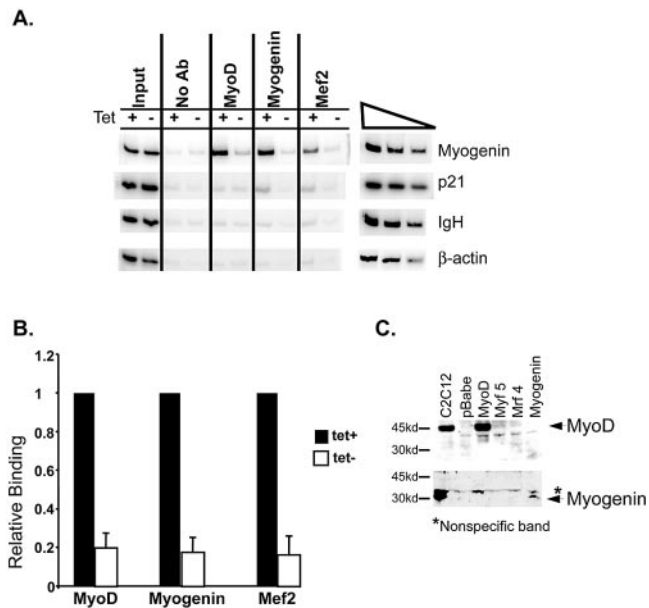 A.
Input No Ab MyoD Myogenin Mef2
Tet + - + - + - + - + -
Myogenin
p21
IgH
β-actin
B.
Relative Binding
1.2
1
0.8
0.6
0.4
0.2
0
MyoD Myogenin Mef2
tet+
tet-
C.
C2C12 pBabe MyoD Myf 5 Mrf 4 Myogenin
45kd
30kd
MyoD
45kd
30kd
*
Myogenin
*Nonspecific band